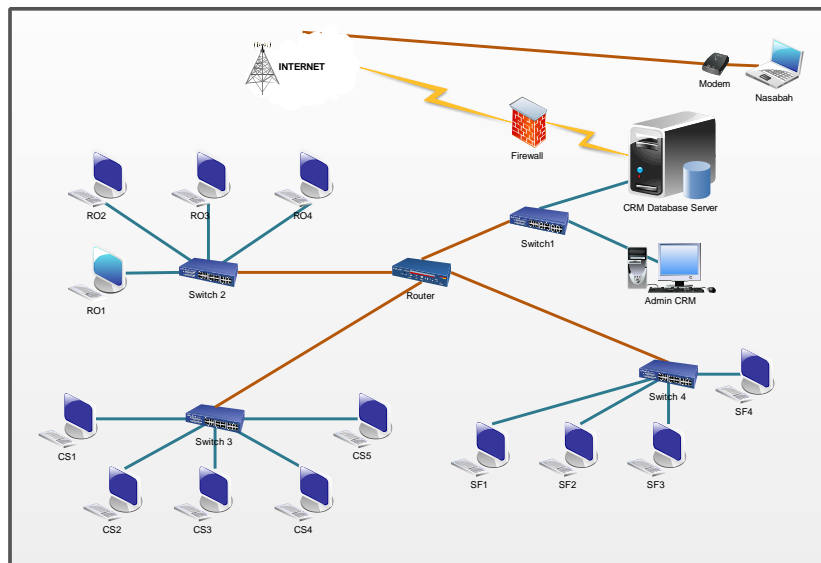 INTERNET
Modem
Nasabah
Firewall
CRM Database Server
RO2
RO3
RO4
Switch1
RO1
Switch 2
Router
Admin CRM
Switch 4
SF4
CS1
Switch 3
CS5
SF1
SF2
SF3
CS2
CS3
CS4